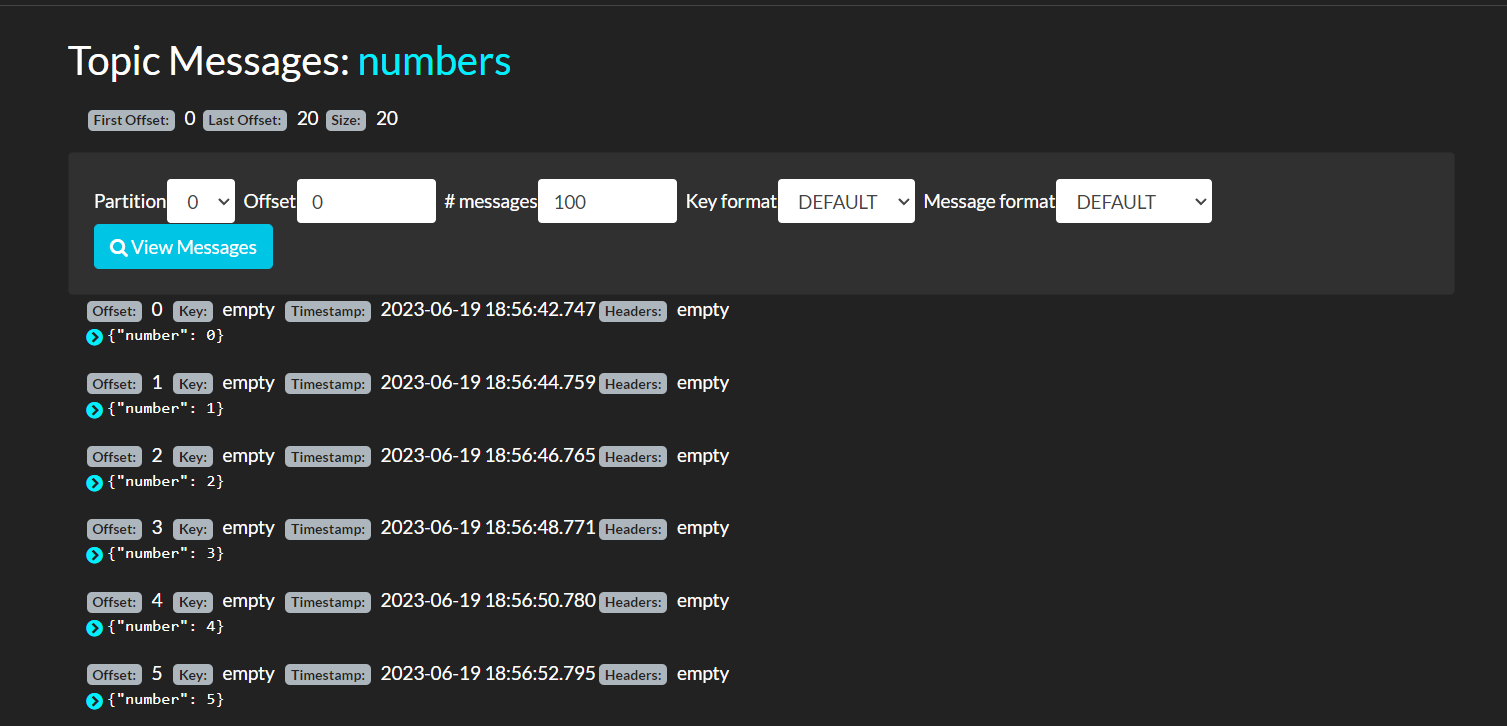 Topic Messages: numbers
First Offset: 0 Last Offset: 20 Size: 20
Partition 0 Offset 0 # messages 100 Key format DEFAULT Message format DEFAULT
View Messages
Offset: 0 Key: empty Timestamp: 2023-06-19 18:56:42.747 Headers: empty
{"number": 0}
Offset: 1 Key: empty Timestamp: 2023-06-19 18:56:44.759 Headers: empty
{"number": 1}
Offset: 2 Key: empty Timestamp: 2023-06-19 18:56:46.765 Headers: empty
{"number": 2}
Offset: 3 Key: empty Timestamp: 2023-06-19 18:56:48.771 Headers: empty
{"number": 3}
Offset: 4 Key: empty Timestamp: 2023-06-19 18:56:50.780 Headers: empty
{"number": 4}
Offset: 5 Key: empty Timestamp: 2023-06-19 18:56:52.795 Headers: empty
{"number": 5}